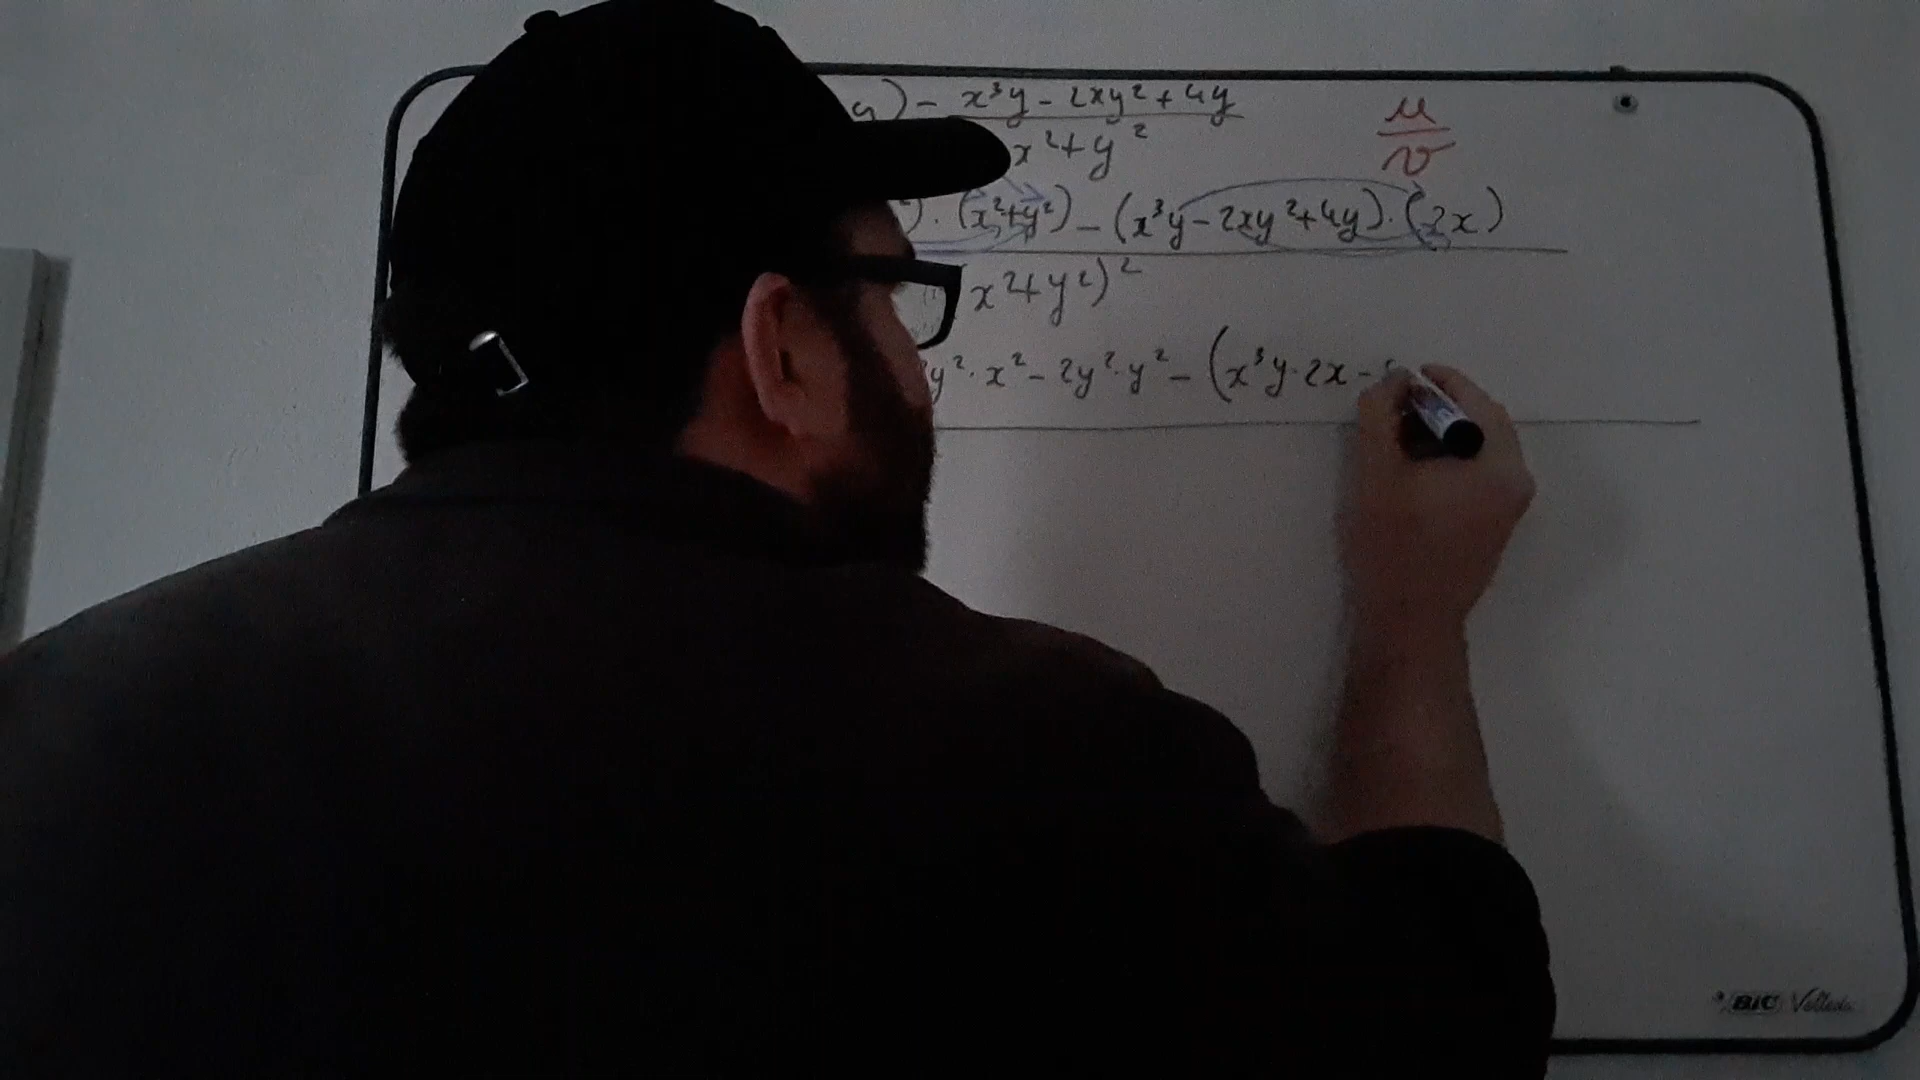 y) - x³y - 2xy² + 4y
x² + y²
u
v
) · (x²+y²) - (x³y - 2xy² + 4y) · (2x)
x²+y²)²
y² · x² - 2y² · y² - (x³y · 2x -
BIC Velleda